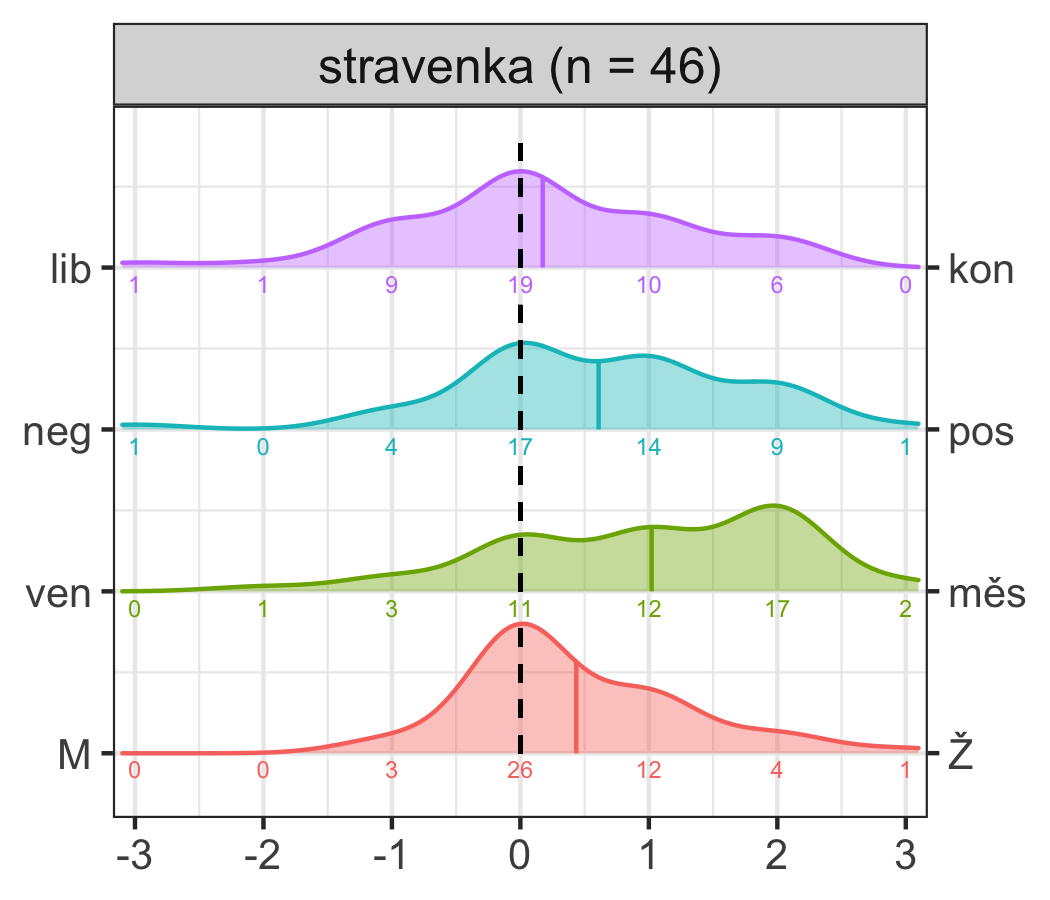 stravenka (n = 46)
lib kon
1 1 9 19 10 6 0
neg pos
1 0 4 17 14 9 1
ven měs
0 1 3 11 12 17 2
M Ž
0 0 3 26 12 4 1
-3 -2 -1 0 1 2 3